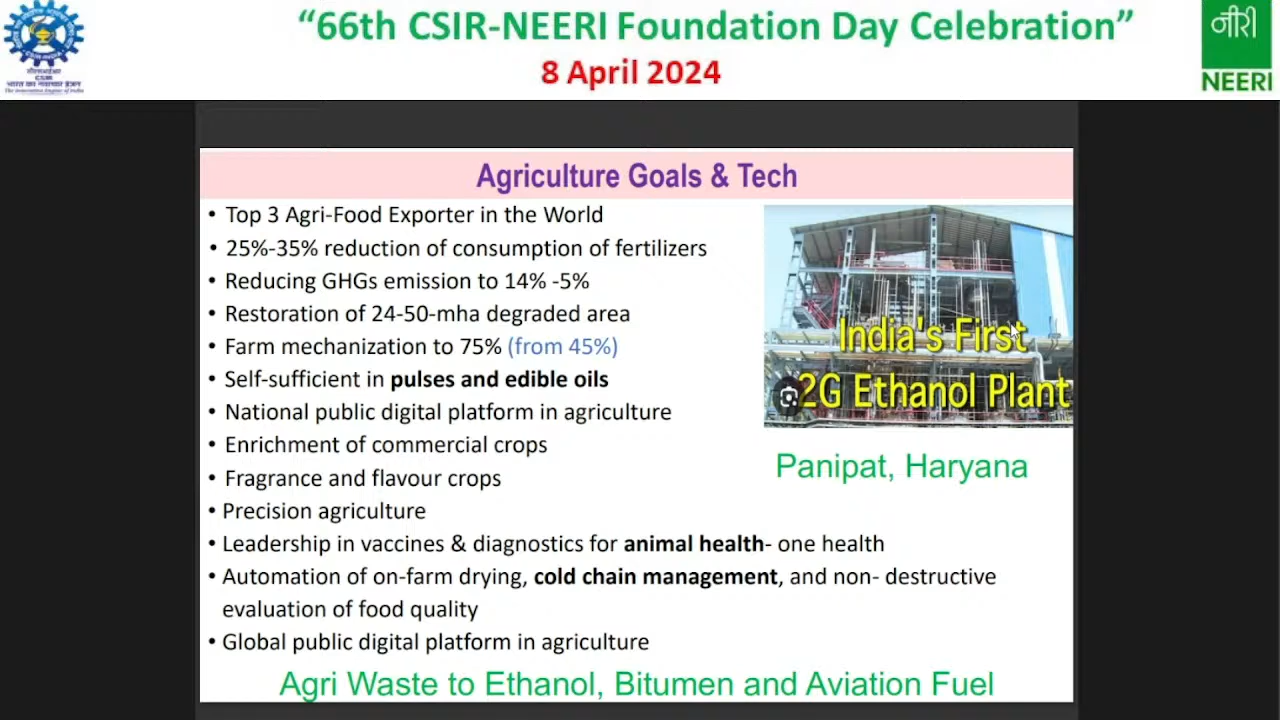 “66th CSIR-NEERI Foundation Day Celebration”
8 April 2024
नीरी
NEERI
CSIR
Agriculture Goals & Tech
• Top 3 Agri-Food Exporter in the World
• 25%-35% reduction of consumption of fertilizers
• Reducing GHGs emission to 14% -5%
• Restoration of 24-50-mha degraded area
• Farm mechanization to 75% (from 45%)
• Self-sufficient in pulses and edible oils
• National public digital platform in agriculture
• Enrichment of commercial crops
• Fragrance and flavour crops
• Precision agriculture
• Leadership in vaccines & diagnostics for animal health- one health
• Automation of on-farm drying, cold chain management, and non- destructive
evaluation of food quality
• Global public digital platform in agriculture
India's First
2G Ethanol Plant
Panipat, Haryana
Agri Waste to Ethanol, Bitumen and Aviation Fuel